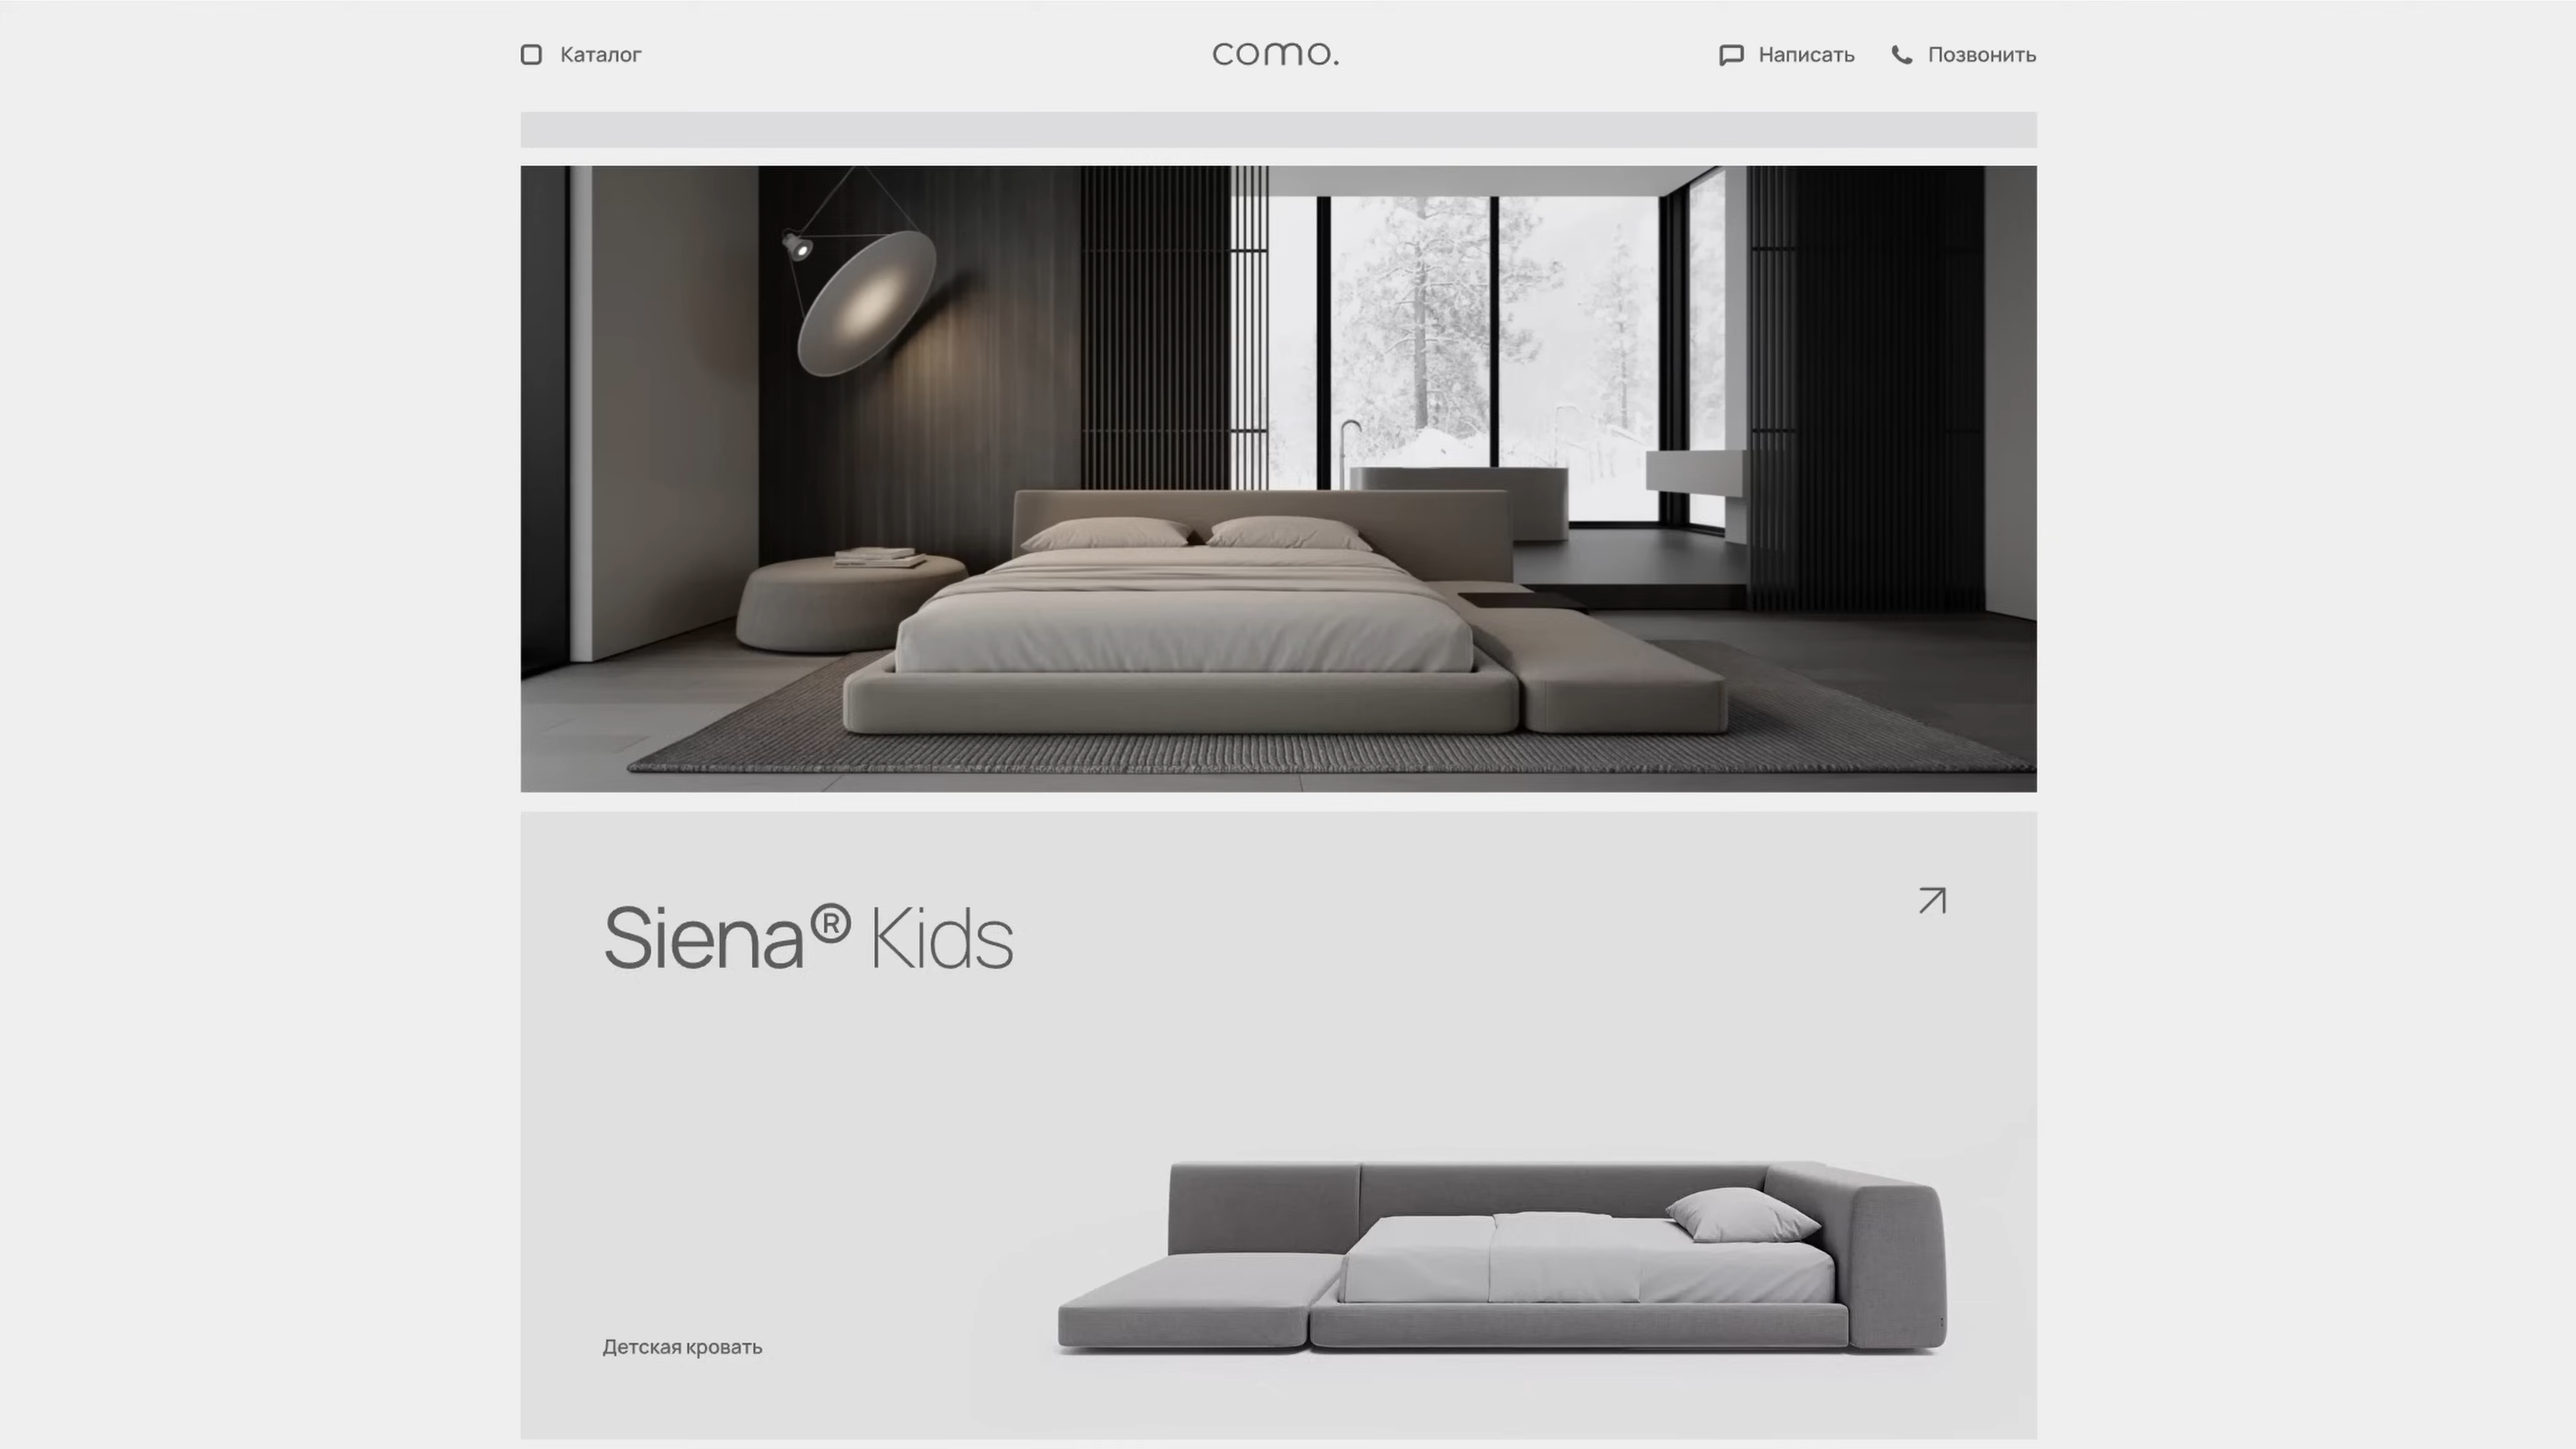 Каталог
como.
Написать
Позвонить
Siena® Kids
Детская кровать